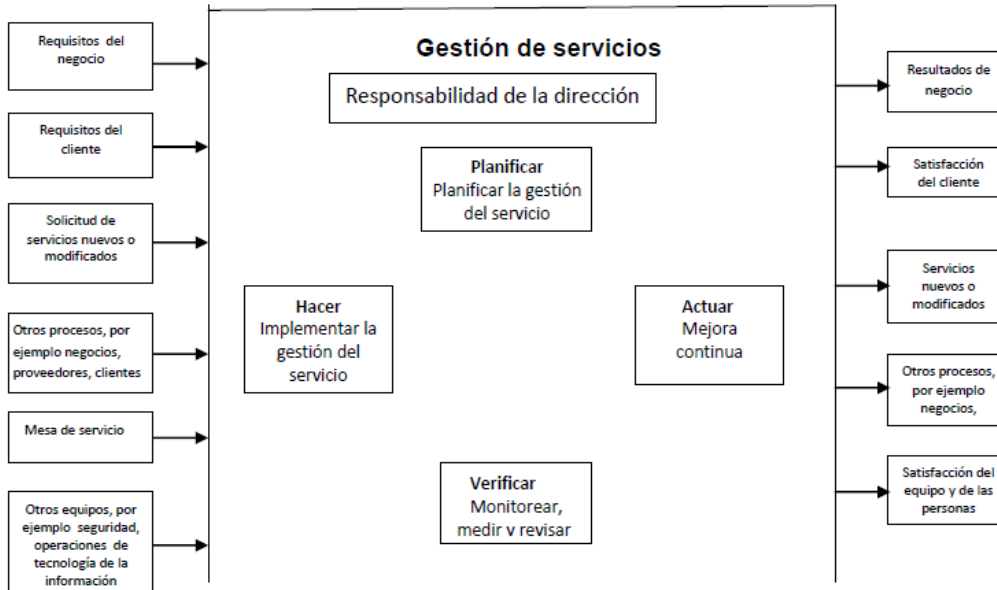 Requisitos del
negocio
Requisitos del
cliente
Solicitud de
servicios nuevos o
modificados
Otros procesos, por
ejemplo negocios,
proveedores, clientes
Mesa de servicio
Otros equipos, por
ejemplo seguridad,
operaciones de
tecnología de la
información
Gestión de servicios
Responsabilidad de la dirección
Planificar
Planificar la gestión
del servicio
Hacer
Implementar la
gestión del
servicio
Actuar
Mejora
continua
Verificar
Monitorear,
medir y revisar
Resultados de
negocio
Satisfacción
del cliente
Servicios
nuevos o
modificados
Otros procesos,
por ejemplo
negocios,
Satisfacción del
equipo y de las
personas